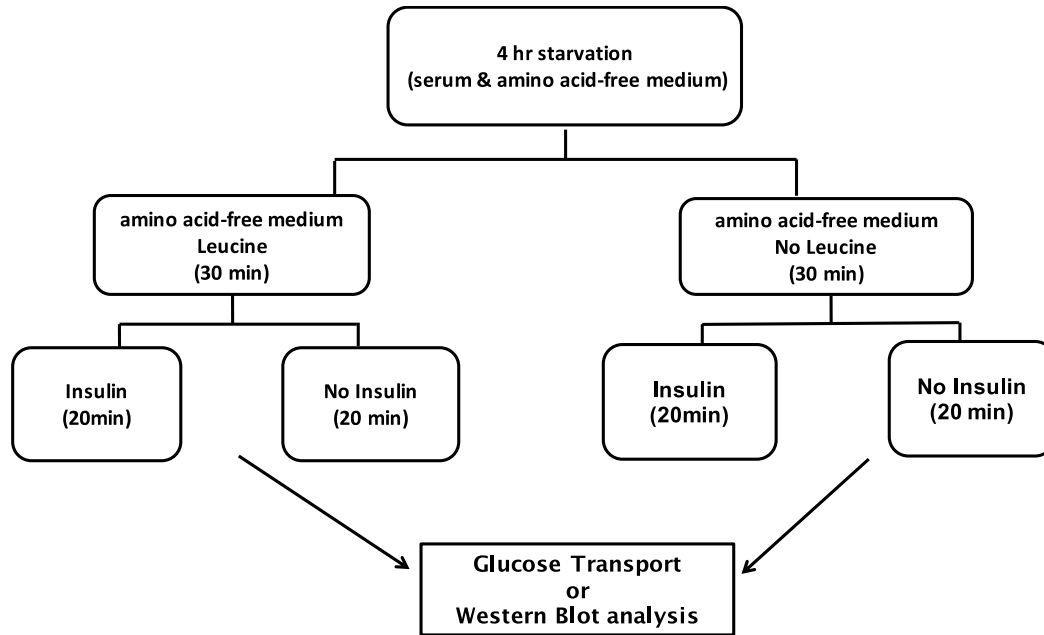 4 hr starvation
(serum & amino acid-free medium)
amino acid-free medium
Leucine
(30 min)
amino acid-free medium
No Leucine
(30 min)
Insulin
(20min)
No Insulin
(20 min)
Insulin
(20min)
No Insulin
(20 min)
Glucose Transport
or
Western Blot analysis